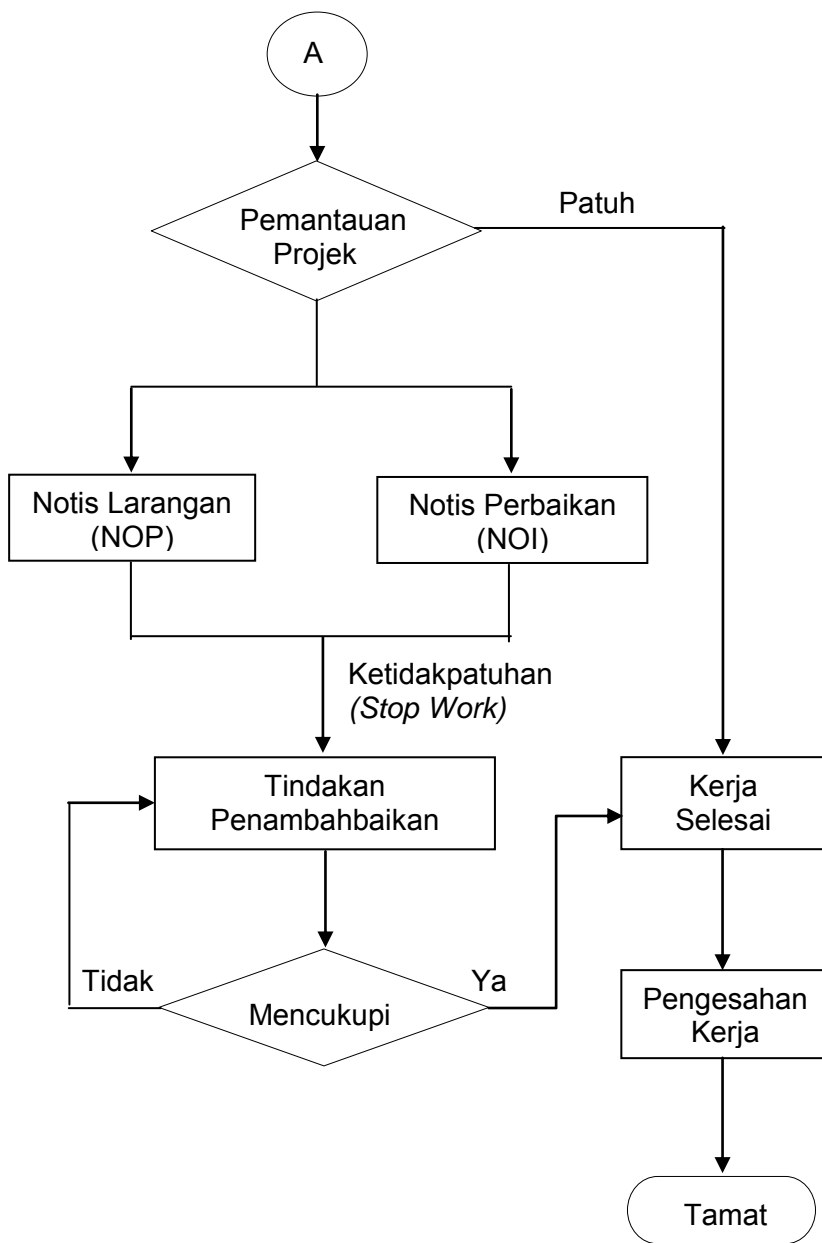 A
Pemantauan
Projek
Patuh
Notis Larangan
(NOP)
Notis Perbaikan
(NOI)
Ketidakpatuhan
(Stop Work)
Tindakan
Penambahbaikan
Kerja
Selesai
Tidak
Mencukupi
Ya
Pengesahan
Kerja
Tamat